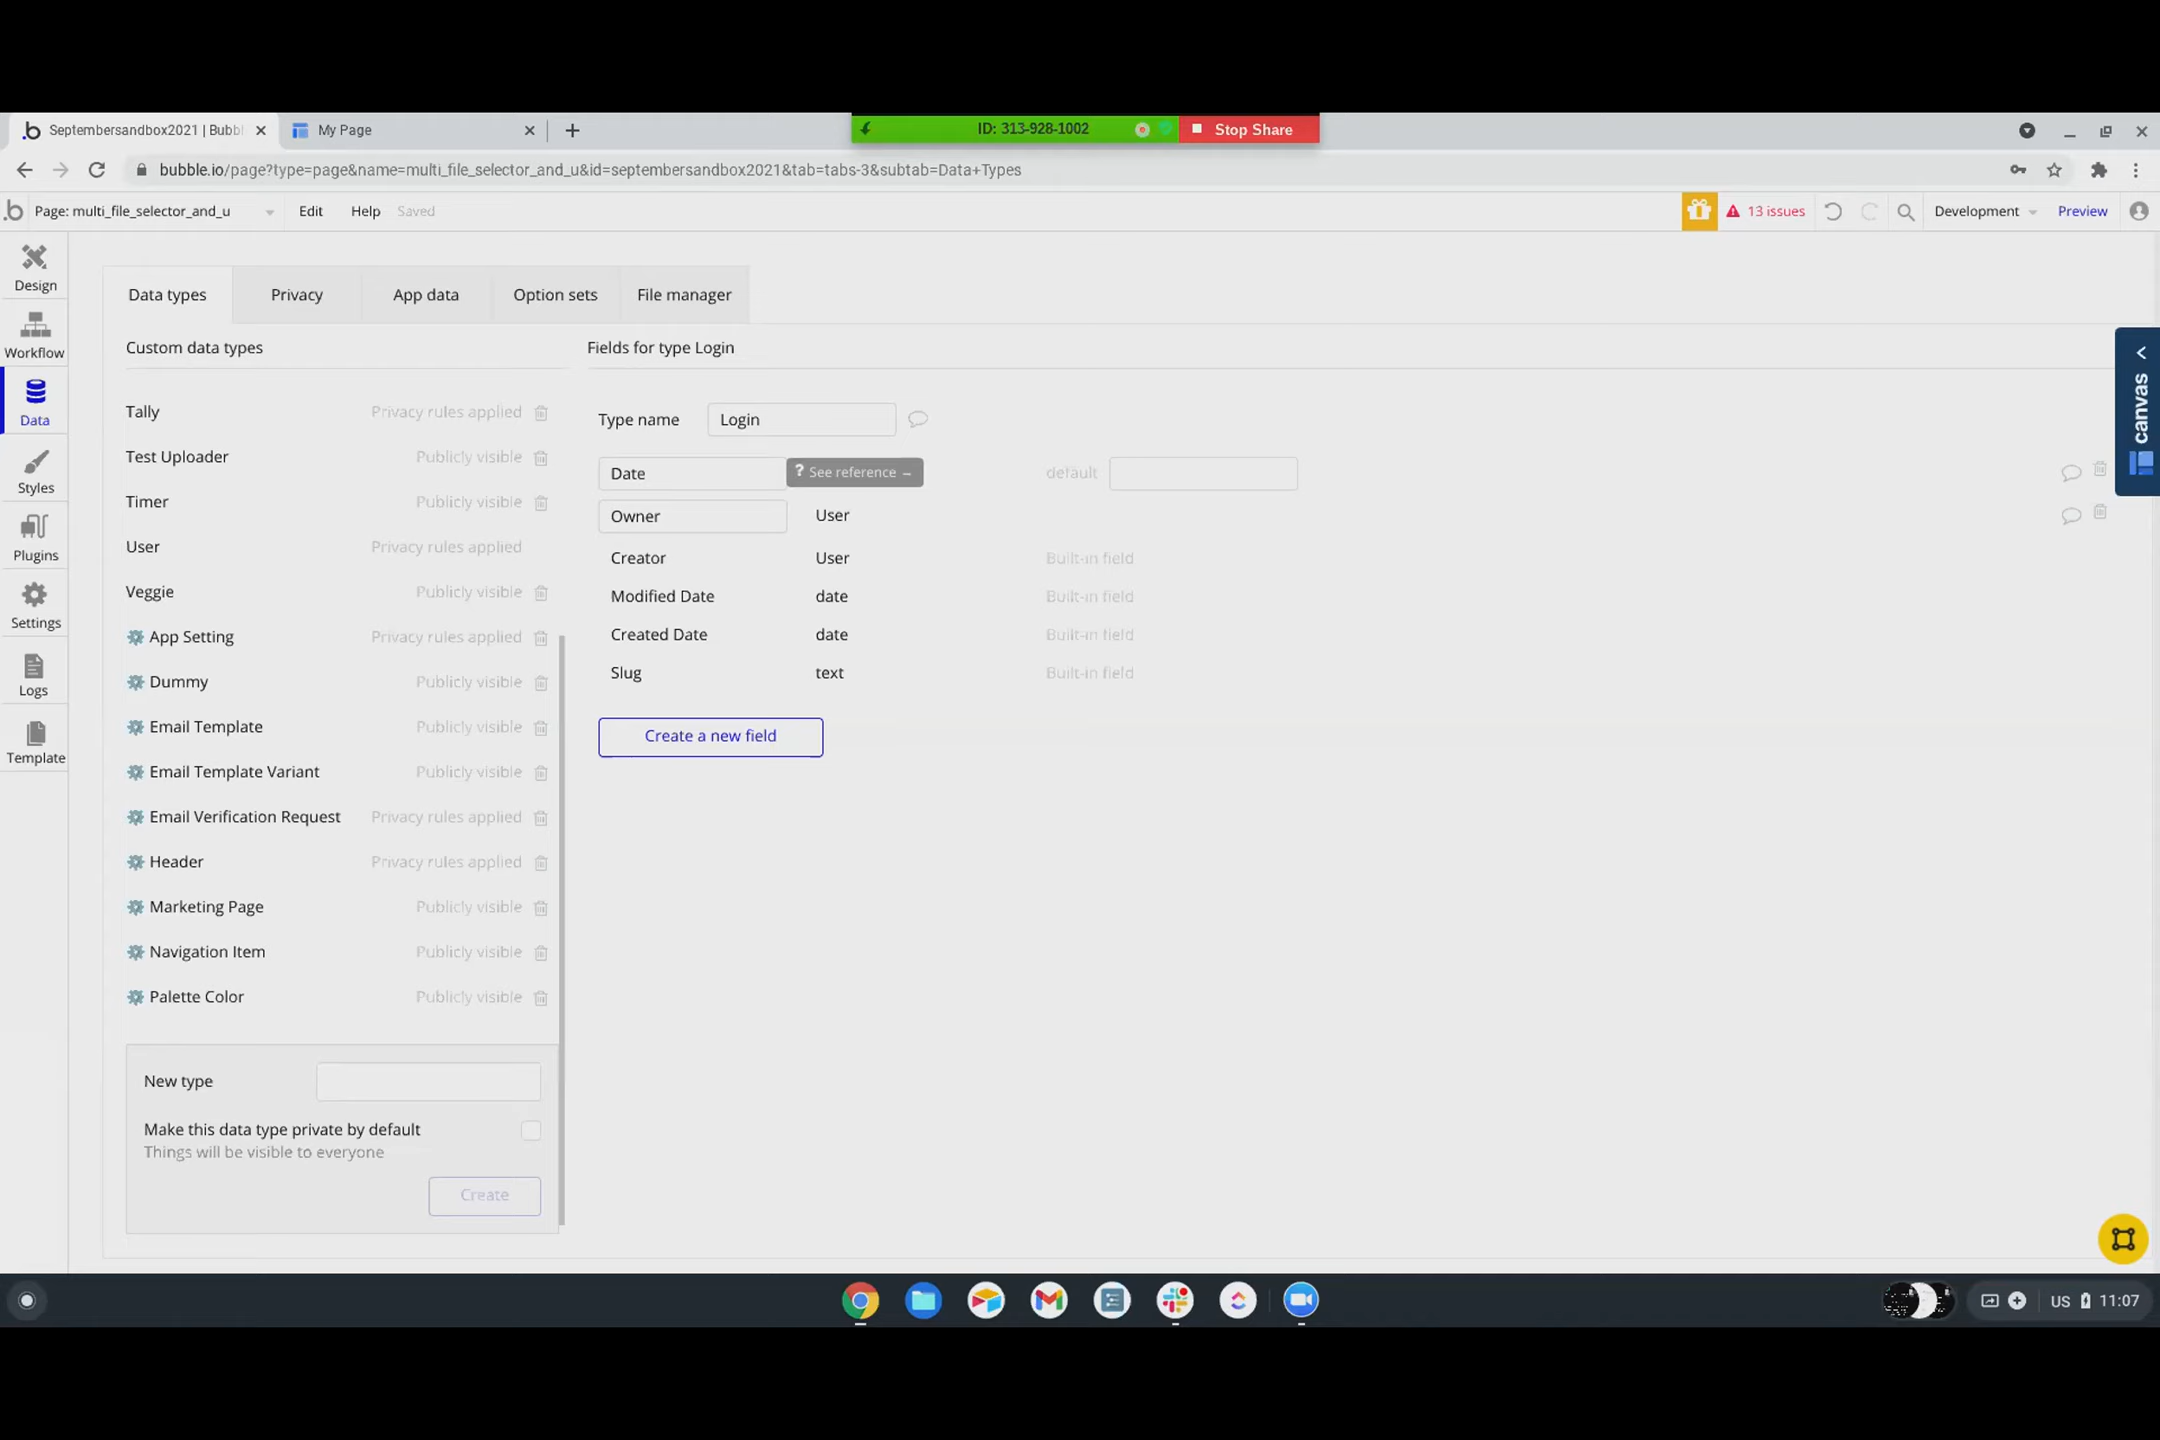 Septembersandbox2021 | Bubbl
My Page
ID: 313-928-1002
Stop Share
bubble.io/page?type=page&name=multi_file_selector_and_u&id=septembersandbox2021&tab=tabs-3&subtab=Data+Types
Page: multi_file_selector_and_u
Edit
Help
Saved
13 issues
Development
Preview
Design
Workflow
Data
Styles
Plugins
Settings
Logs
Template
Data types
Privacy
App data
Option sets
File manager
Custom data types
Tally Privacy rules applied
Test Uploader Publicly visible
Timer Publicly visible
User Privacy rules applied
Veggie Publicly visible
App Setting Privacy rules applied
Dummy Publicly visible
Email Template Publicly visible
Email Template Variant Publicly visible
Email Verification Request Privacy rules applied
Header Privacy rules applied
Marketing Page Publicly visible
Navigation Item Publicly visible
Palette Color Publicly visible
New type
Make this data type private by default
Things will be visible to everyone
Create
Fields for type Login
Type name Login
Date ? See reference → default
Owner User
Creator User Built-in field
Modified Date date Built-in field
Created Date date Built-in field
Slug text Built-in field
Create a new field
canvas
US 11:07